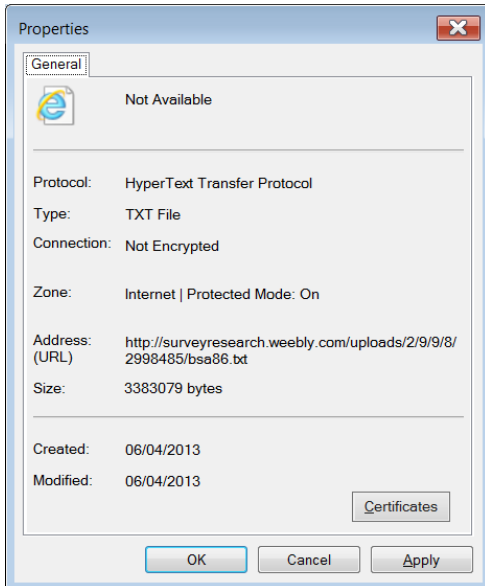 Properties
General
Not Available
Protocol: HyperText Transfer Protocol
Type: TXT File
Connection: Not Encrypted
Zone: Internet | Protected Mode: On
Address: http://surveyresearch.weebly.com/uploads/2/9/9/8/
(URL) 2998485/bsa86.txt
Size: 3383079 bytes
Created: 06/04/2013
Modified: 06/04/2013
Certificates
OK Cancel Apply